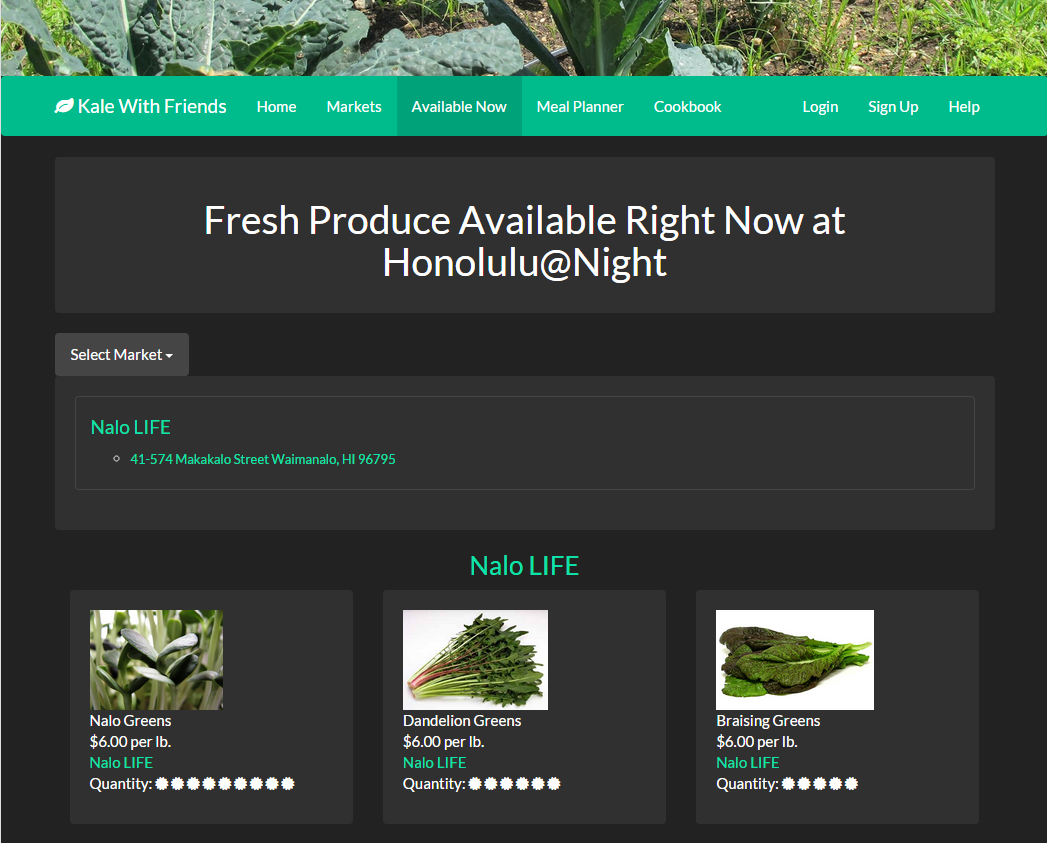 Kale With Friends Home Markets Available Now Meal Planner Cookbook Login Sign Up Help
Fresh Produce Available Right Now at
Honolulu@Night
Select Market
Nalo LIFE
41-574 Makakalo Street Waimanalo, HI 96795
Nalo LIFE
Nalo Greens
$6.00 per lb.
Nalo LIFE
Quantity:
Dandelion Greens
$6.00 per lb.
Nalo LIFE
Quantity:
Braising Greens
$6.00 per lb.
Nalo LIFE
Quantity: